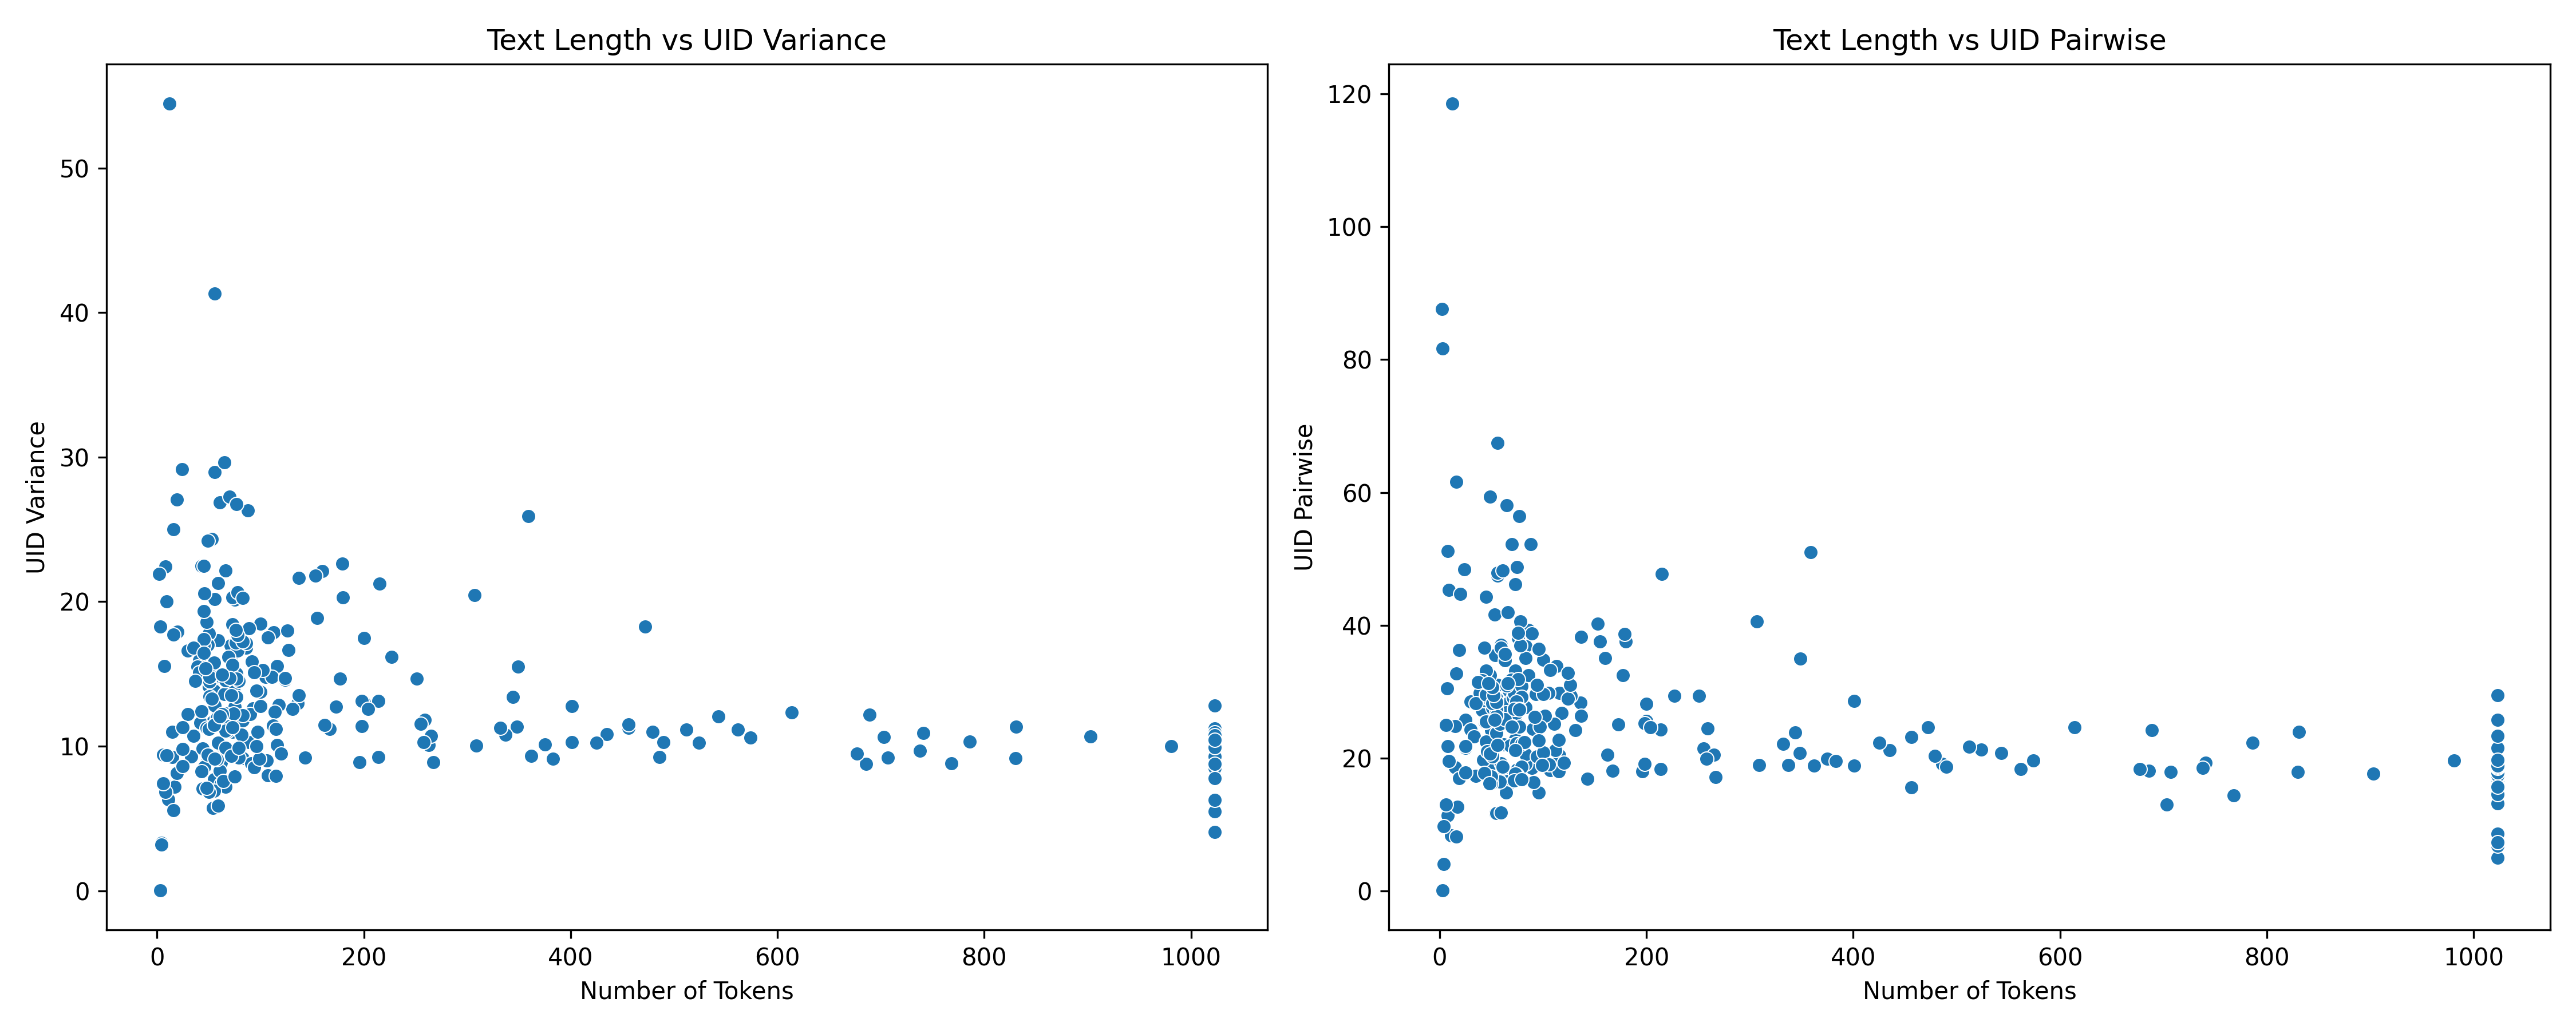 Text Length vs UID Variance
UID Variance
50
40
30
20
10
0
0 200 400 600 800 1000
Number of Tokens
Text Length vs UID Pairwise
UID Pairwise
120
100
80
60
40
20
0
0 200 400 600 800 1000
Number of Tokens